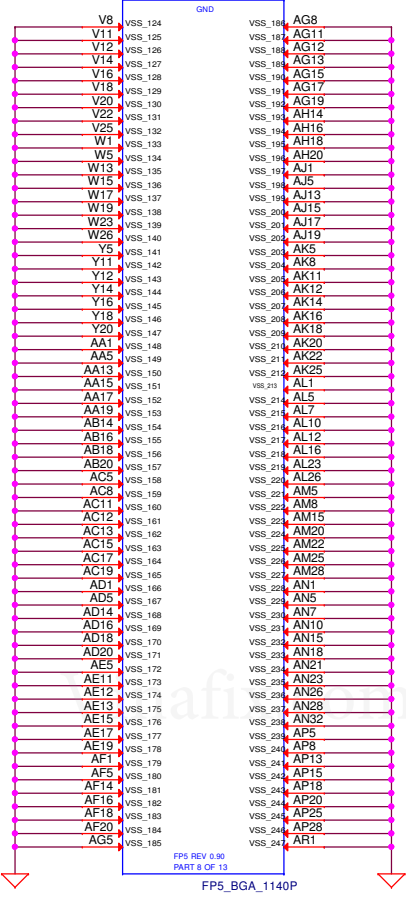 GND
V8 VSS_124 VSS_186 AG8
V11 VSS_125 VSS_187 AG11
V12 VSS_126 VSS_188 AG12
V14 VSS_127 VSS_189 AG13
V16 VSS_128 VSS_190 AG15
V18 VSS_129 VSS_191 AG17
V20 VSS_130 VSS_192 AG19
V22 VSS_131 VSS_193 AH14
V25 VSS_132 VSS_194 AH16
W1 VSS_133 VSS_195 AH18
W5 VSS_134 VSS_196 AH20
W13 VSS_135 VSS_197 AJ1
W15 VSS_136 VSS_198 AJ5
W17 VSS_137 VSS_199 AJ13
W19 VSS_138 VSS_200 AJ15
W23 VSS_139 VSS_201 AJ17
W26 VSS_140 VSS_202 AJ19
Y5 VSS_141 VSS_203 AK5
Y11 VSS_142 VSS_204 AK8
Y12 VSS_143 VSS_205 AK11
Y14 VSS_144 VSS_206 AK12
Y16 VSS_145 VSS_207 AK14
Y18 VSS_146 VSS_208 AK16
Y20 VSS_147 VSS_209 AK18
AA1 VSS_148 VSS_210 AK20
AA5 VSS_149 VSS_211 AK22
AA13 VSS_150 VSS_212 AK25
AA15 VSS_151 VSS_213 AL1
AA17 VSS_152 VSS_214 AL5
AA19 VSS_153 VSS_215 AL7
AB14 VSS_154 VSS_216 AL10
AB16 VSS_155 VSS_217 AL12
AB18 VSS_156 VSS_218 AL16
AB20 VSS_157 VSS_219 AL23
AC5 VSS_158 VSS_220 AL26
AC8 VSS_159 VSS_221 AM5
AC11 VSS_160 VSS_222 AM8
AC12 VSS_161 VSS_223 AM15
AC13 VSS_162 VSS_224 AM20
AC15 VSS_163 VSS_225 AM22
AC17 VSS_164 VSS_226 AM25
AC19 VSS_165 VSS_227 AM28
AD1 VSS_166 VSS_228 AN1
AD5 VSS_167 VSS_229 AN5
AD14 VSS_168 VSS_230 AN7
AD16 VSS_169 VSS_231 AN10
AD18 VSS_170 VSS_232 AN15
AD20 VSS_171 VSS_233 AN18
AE5 VSS_172 VSS_234 AN21
AE11 VSS_173 VSS_235 AN23
AE12 VSS_174 VSS_236 AN26
AE13 VSS_175 VSS_237 AN28
AE15 VSS_176 VSS_238 AN32
AE17 VSS_177 VSS_239 AP5
AE19 VSS_178 VSS_240 AP8
AF1 VSS_179 VSS_241 AP13
AF5 VSS_180 VSS_242 AP15
AF14 VSS_181 VSS_243 AP18
AF16 VSS_182 VSS_244 AP20
AF18 VSS_183 VSS_245 AP25
AF20 VSS_184 VSS_246 AP28
AG5 VSS_185 VSS_247 AR1
FP5 REV 0.90
PART 8 OF 13
FP5_BGA_1140P